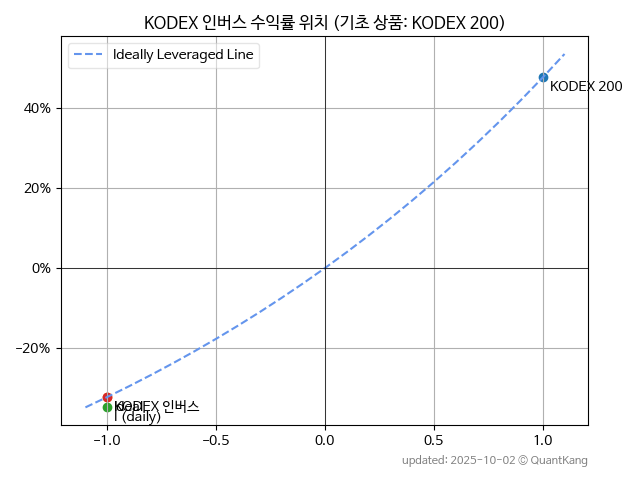 KODEX 인버스 수익률 위치 (기초 상품: KODEX 200)
Ideally Leveraged Line
KODEX 200
40%
20%
0%
-20%
KODEX 인버스
(daily)
-1.0
-0.5
0.0
0.5
1.0
updated: 2025-10-02 © QuantKang